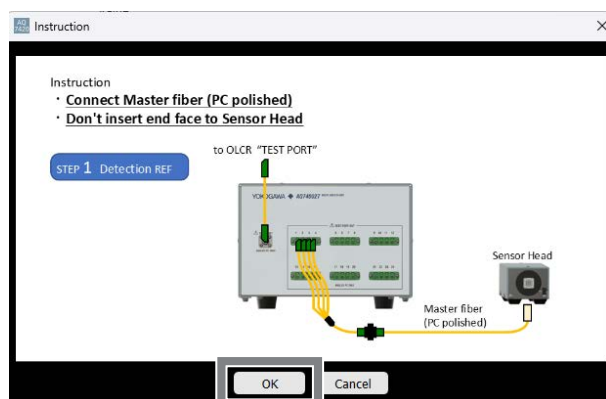 Instruction
Instruction
・Connect Master fiber (PC polished)
・Don't insert end face to Sensor Head
STEP 1 Detection REF
to OLCR "TEST PORT"
YOKOGAWA
Sensor Head
Master fiber
(PC polished)
OK
Cancel